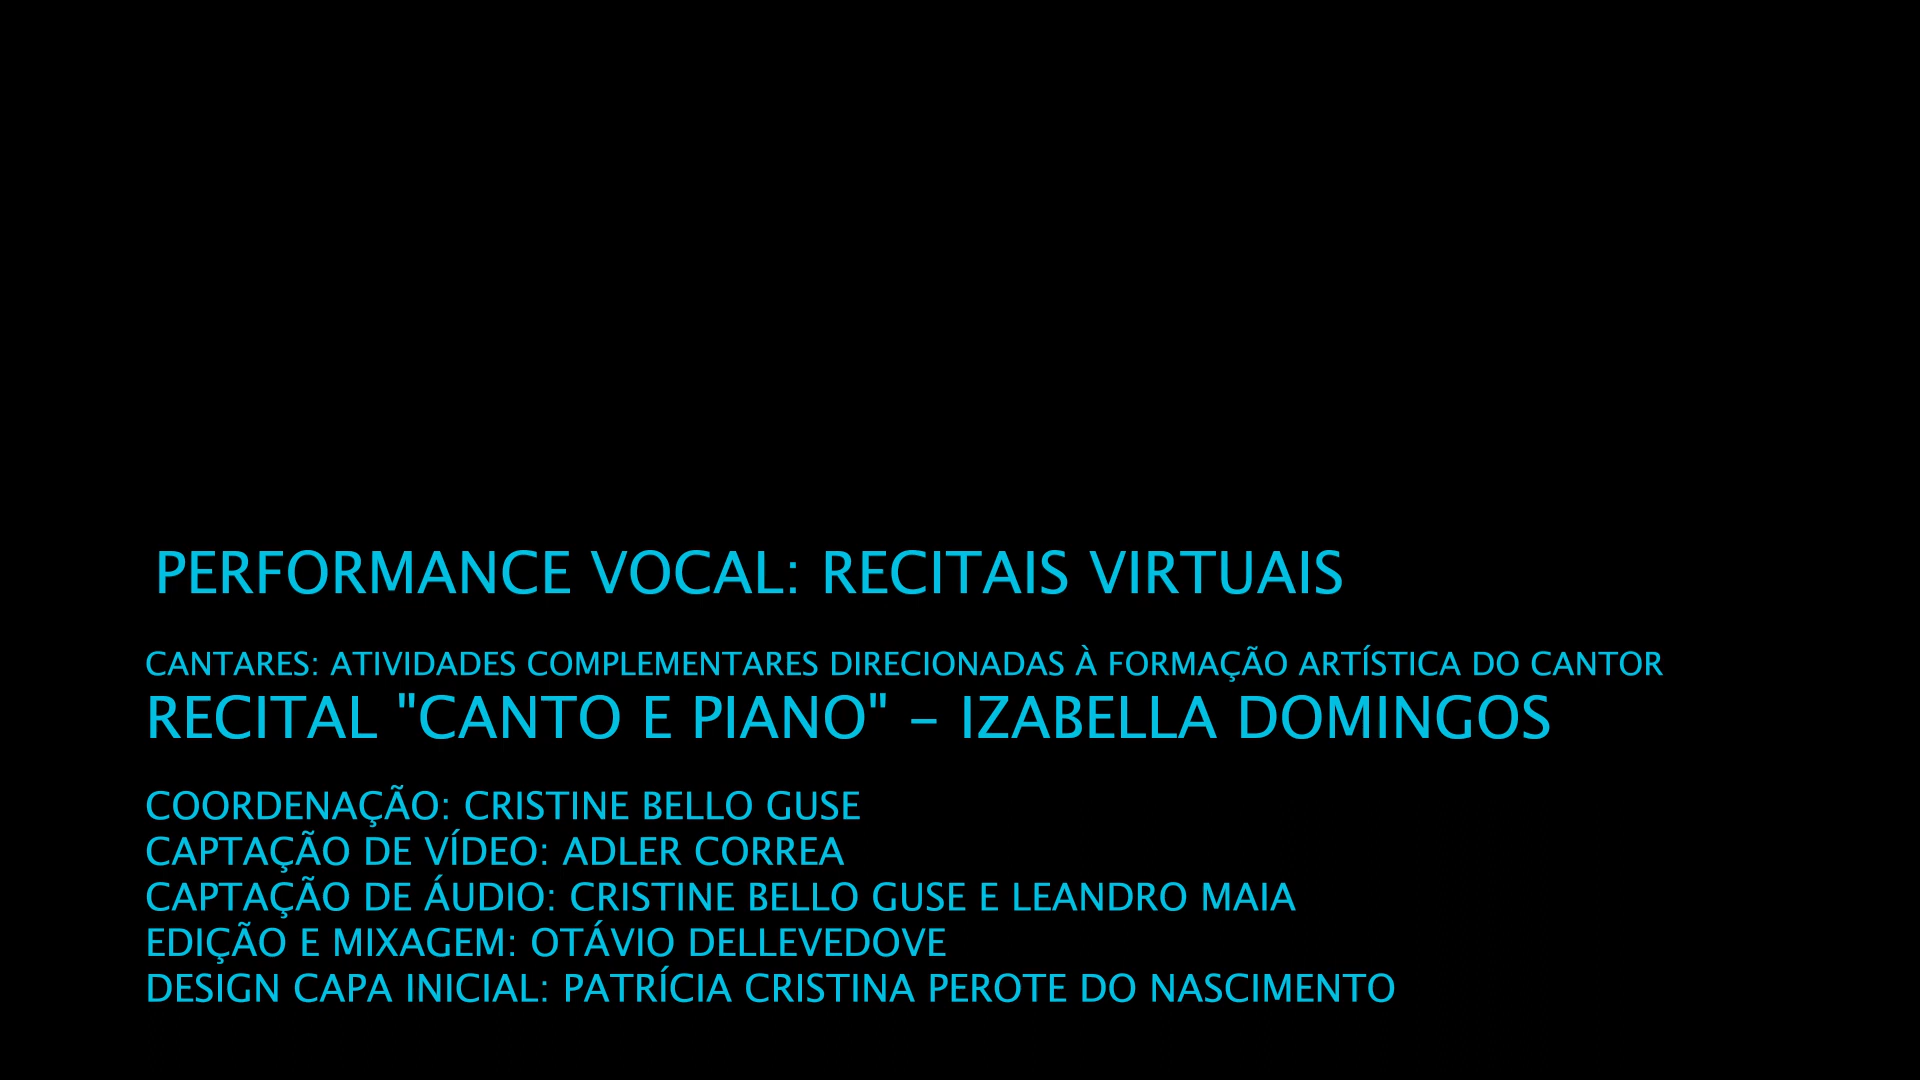 PERFORMANCE VOCAL: RECITAIS VIRTUAIS
CANTARES: ATIVIDADES COMPLEMENTARES DIRECIONADAS À FORMAÇÃO ARTÍSTICA DO CANTOR
RECITAL "CANTO E PIANO" - IZABELLA DOMINGOS
COORDENAÇÃO: CRISTINE BELLO GUSE
CAPTAÇÃO DE VÍDEO: ADLER CORREA
CAPTAÇÃO DE ÁUDIO: CRISTINE BELLO GUSE E LEANDRO MAIA
EDIÇÃO E MIXAGEM: OTÁVIO DELLEVEDOVE
DESIGN CAPA INICIAL: PATRÍCIA CRISTINA PEROTE DO NASCIMENTO